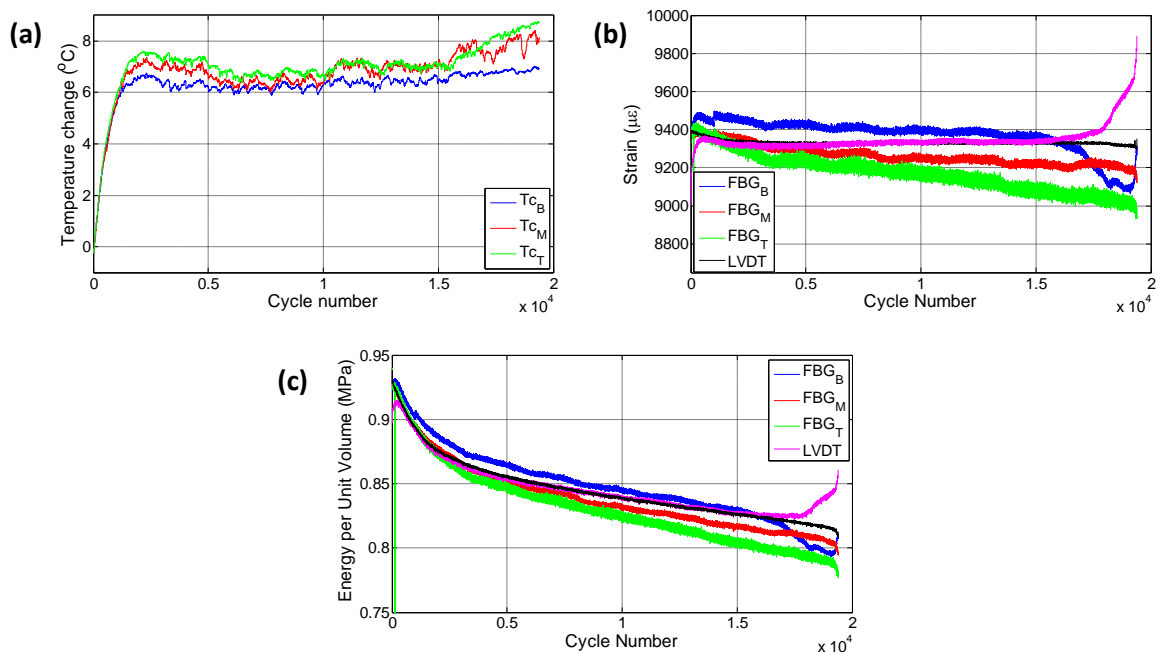 (a)
Temperature change (⁰C)
8
6
4
2
0
Tc_B
Tc_M
Tc_T
0 0.5 1 1.5 2
Cycle number
x 10^4
(b)
Strain (με)
10000
9800
9600
9400
9200
9000
8800
FBG_B
FBG_M
FBG_T
LVDT
0 0.5 1 1.5 2
Cycle Number
x 10^4
(c)
Energy per Unit Volume (MPa)
0.95
0.9
0.85
0.8
0.75
FBG_B
FBG_M
FBG_T
LVDT
0 0.5 1 1.5 2
Cycle Number
x 10^4